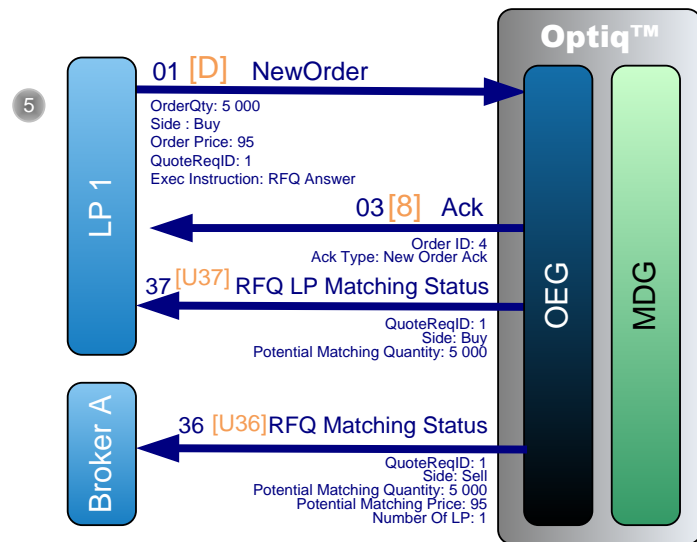 Optiq™
5
LP 1
01 [D] NewOrder
OrderQty: 5 000
Side : Buy
Order Price: 95
QuoteReqID: 1
Exec Instruction: RFQ Answer
03 [8] Ack
Order ID: 4
Ack Type: New Order Ack
37 [U37] RFQ LP Matching Status
QuoteReqID: 1
Side: Buy
Potential Matching Quantity: 5 000
OEG
MDG
Broker A
36 [U36] RFQ Matching Status
QuoteReqID: 1
Side: Sell
Potential Matching Quantity: 5 000
Potential Matching Price: 95
Number Of LP: 1